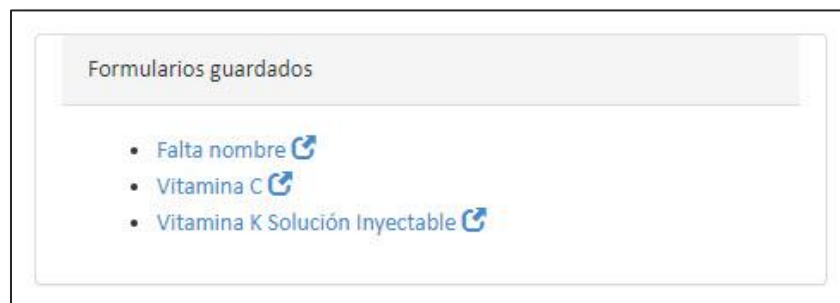 Formularios guardados
Falta nombre
Vitamina C
Vitamina K Solución Inyectable